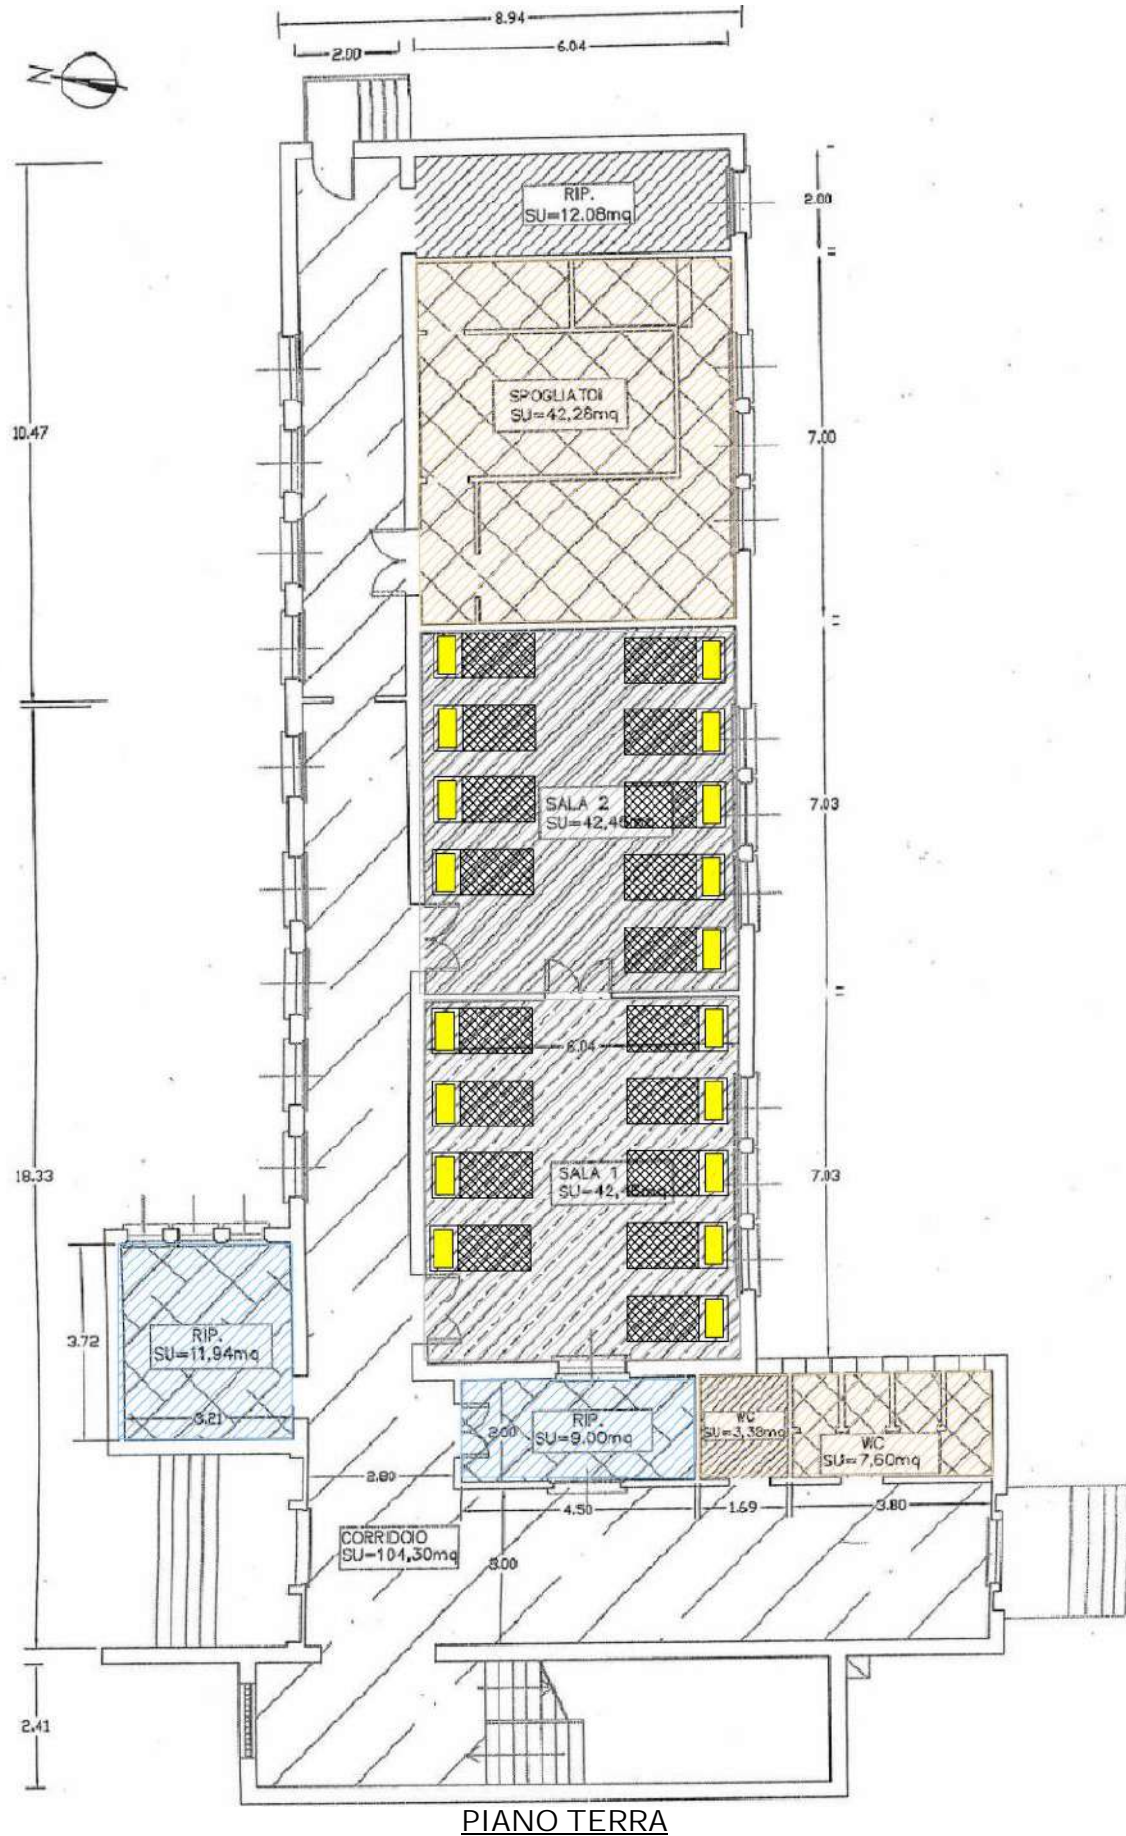 8.94
2.00
6.04
N
RIP.
SU=12.08mq
2.00
SPOGLIATOI
SU=42,28mq
10.47
7.00
SALA 2
7.03
6.04
SALA 1
18.33
7.03
3.72
RIP.
SU=11,94mq
3.21
RIP.
SU=9.00mq
2.00
WC
SU=3,38mq
WC
SU=7,60mq
2.80
4.50
1.69
3.80
CORRIDOIO
SU=104,30mq
3.00
2.41
PIANO TERRA